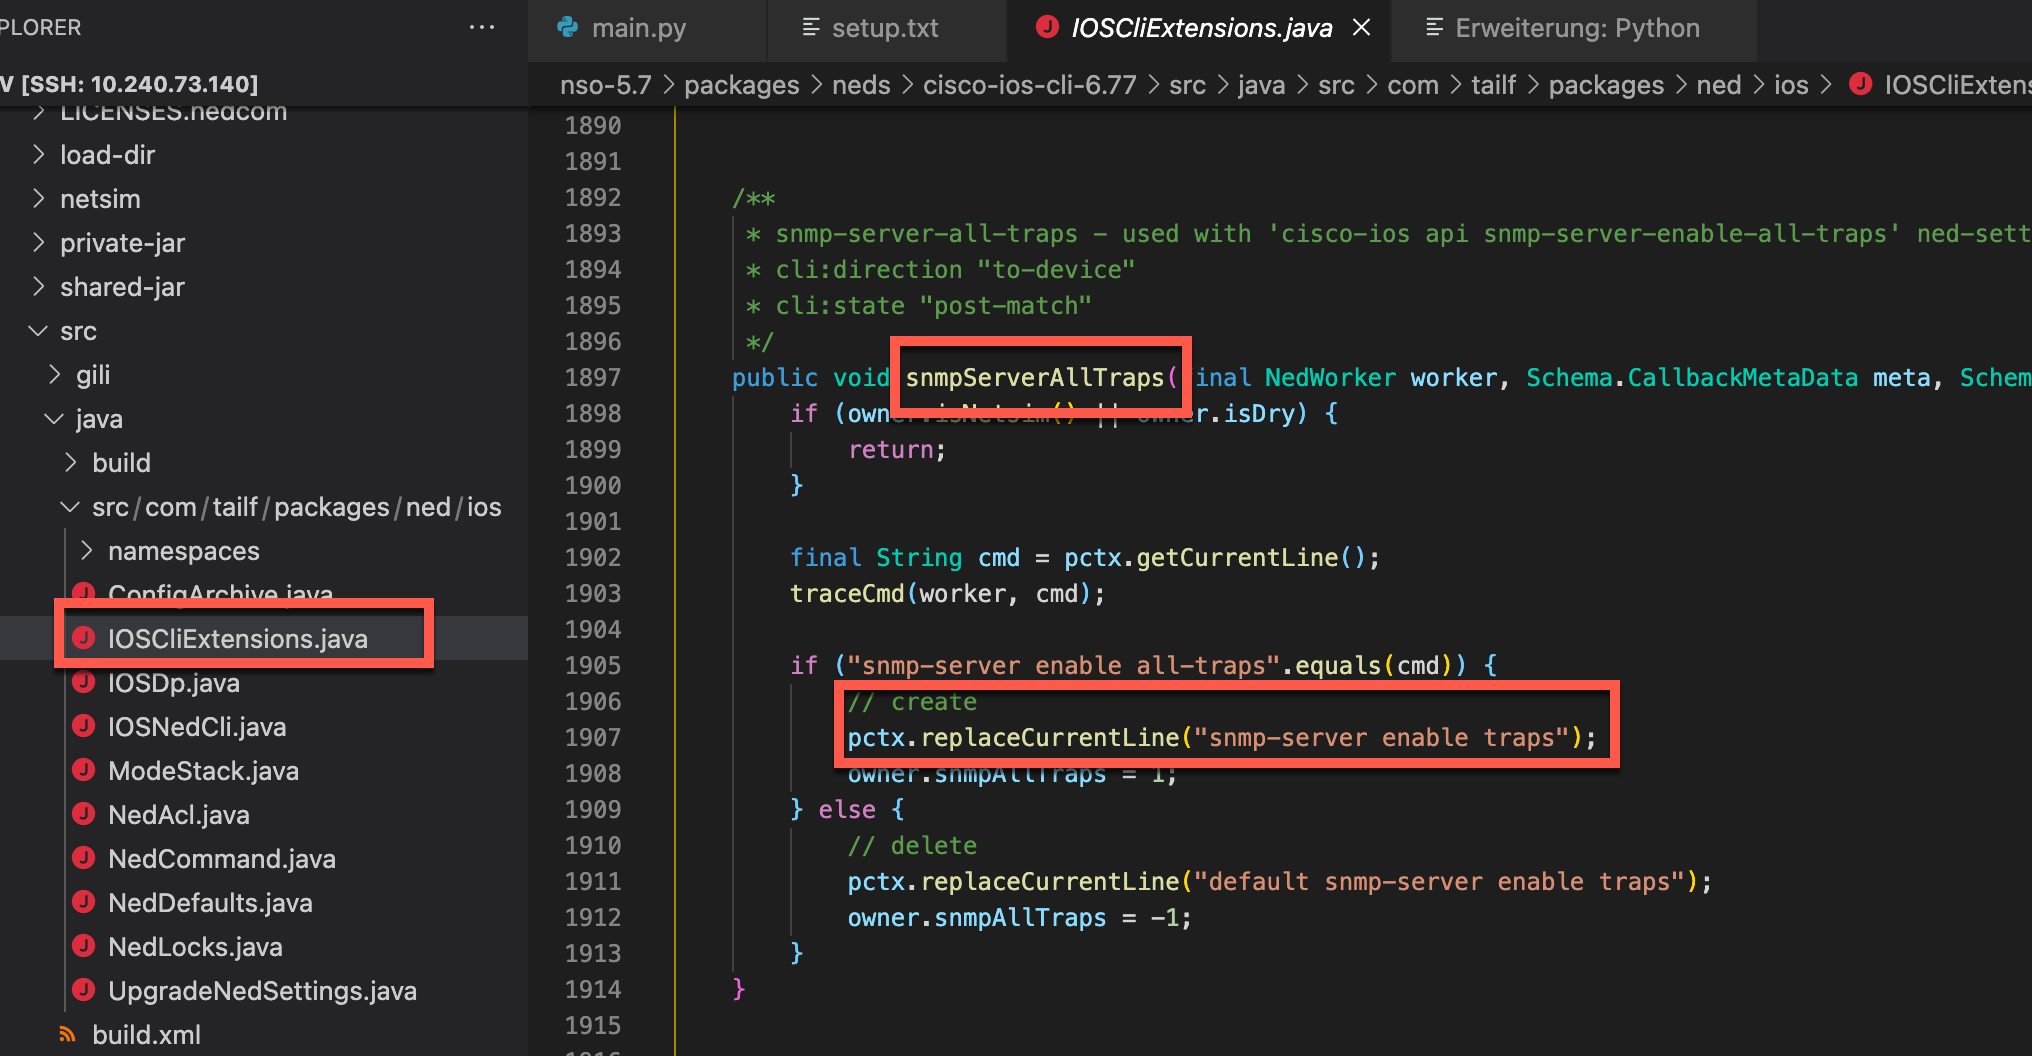 PLORER ···
V [SSH: 10.240.73.140]
LICENSES.nedcom
load-dir
netsim
private-jar
shared-jar
src
gili
java
build
src/com/tailf/packages/ned/ios
namespaces
ConfigArchive.java
IOSCliExtensions.java
IOSDp.java
IOSNedCli.java
ModeStack.java
NedAcl.java
NedCommand.java
NedDefaults.java
NedLocks.java
UpgradeNedSettings.java
build.xml
main.py setup.txt IOSCliExtensions.java Erweiterung: Python
nso-5.7 > packages > neds > cisco-ios-cli-6.77 > src > java > src > com > tailf > packages > ned > ios > IOSCliExtens
1890
1891
1892 /**
1893 * snmp-server-all-traps - used with 'cisco-ios api snmp-server-enable-all-traps' ned-sett
1894 * cli:direction "to-device"
1895 * cli:state "post-match"
1896 */
1897 public void snmpServerAllTraps(final NedWorker worker, Schema.CallbackMetaData meta, Schem
1898 if (owner.isNetsim() || owner.isDry) {
1899 return;
1900 }
1901
1902 final String cmd = pctx.getCurrentLine();
1903 traceCmd(worker, cmd);
1904
1905 if ("snmp-server enable all-traps".equals(cmd)) {
1906 // create
1907 pctx.replaceCurrentLine("snmp-server enable traps");
1908 owner.snmpAllTraps = 1;
1909 } else {
1910 // delete
1911 pctx.replaceCurrentLine("default snmp-server enable traps");
1912 owner.snmpAllTraps = -1;
1913 }
1914 }
1915